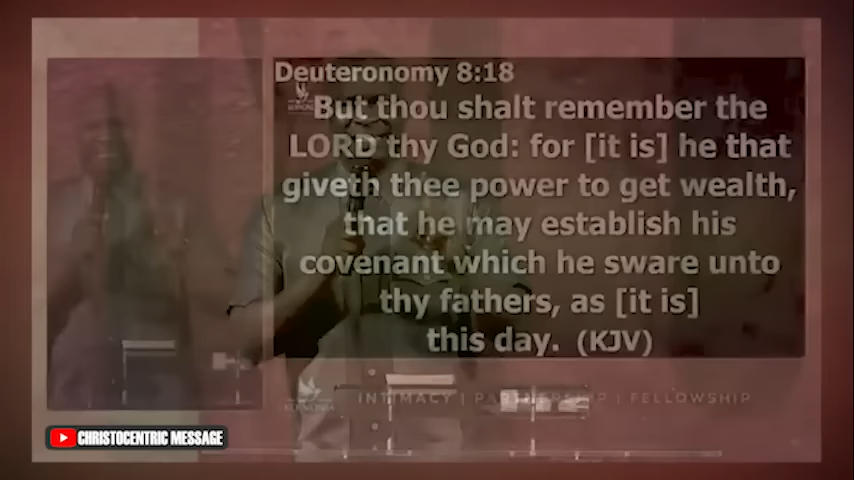 Deuteronomy 8:18
But thou shalt remember the
LORD thy God: for [it is] he that
giveth thee power to get wealth,
that he may establish his
covenant which he sware unto
thy fathers, as [it is]
this day. (KJV)
KOINONIA
INTIMACY | PARTNERSHIP | FELLOWSHIP
CHRISTOCENTRIC MESSAGE